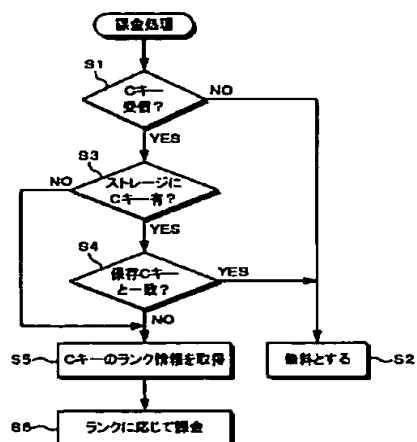 課金処理
S1
Cキー
受信?
NO
YES
S3
NO
ストレージに
Cキー有?
YES
S4
保存Cキー
と一致?
YES
NO
S5
Cキーのランク情報を取得
無料とする
S2
S6
ランクに応じて課金